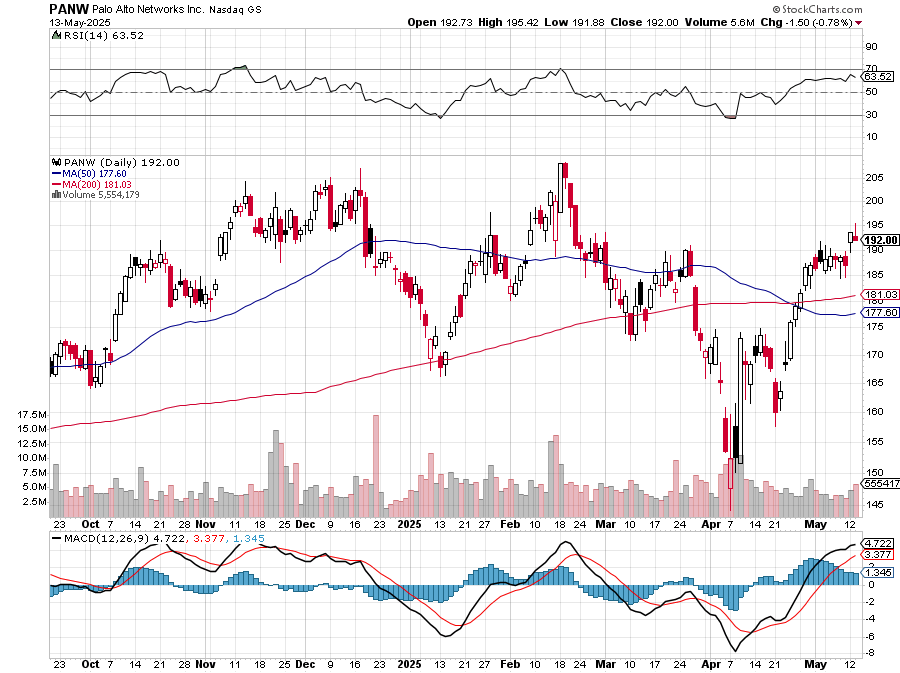 PANW Palo Alto Networks Inc. Nasdaq GS © StockCharts.com
13-May-2025 Open 192.73 High 195.42 Low 191.88 Close 192.00 Volume 5.6M Chg -1.50 (-0.78%)
RSI(14) 63.52
90
70
63.52
50
30
10
PANW (Daily) 192.00
MA(50) 177.60
MA(200) 181.03
Volume 5,554,179
205
200
195
192.00
190
185
181.03
180
177.60
175
170
165
160
155
150
555417
145
17.5M
15.0M
12.5M
10.0M
7.5M
5.0M
2.5M
23 Oct 7 14 21 28 Nov 11 18 25 Dec 9 16 23 2025 13 21 27 Feb 10 18 24 Mar 10 17 24 Apr 7 14 21 May 12
MACD(12,26,9) 4.722, 3.377, 1.345
4.722
3.377
2
1.345
0
-2
-4
-6
-8
23 Oct 7 14 21 28 Nov 11 18 25 Dec 9 16 23 2025 13 21 27 Feb 10 18 24 Mar 10 17 24 Apr 7 14 21 May 12